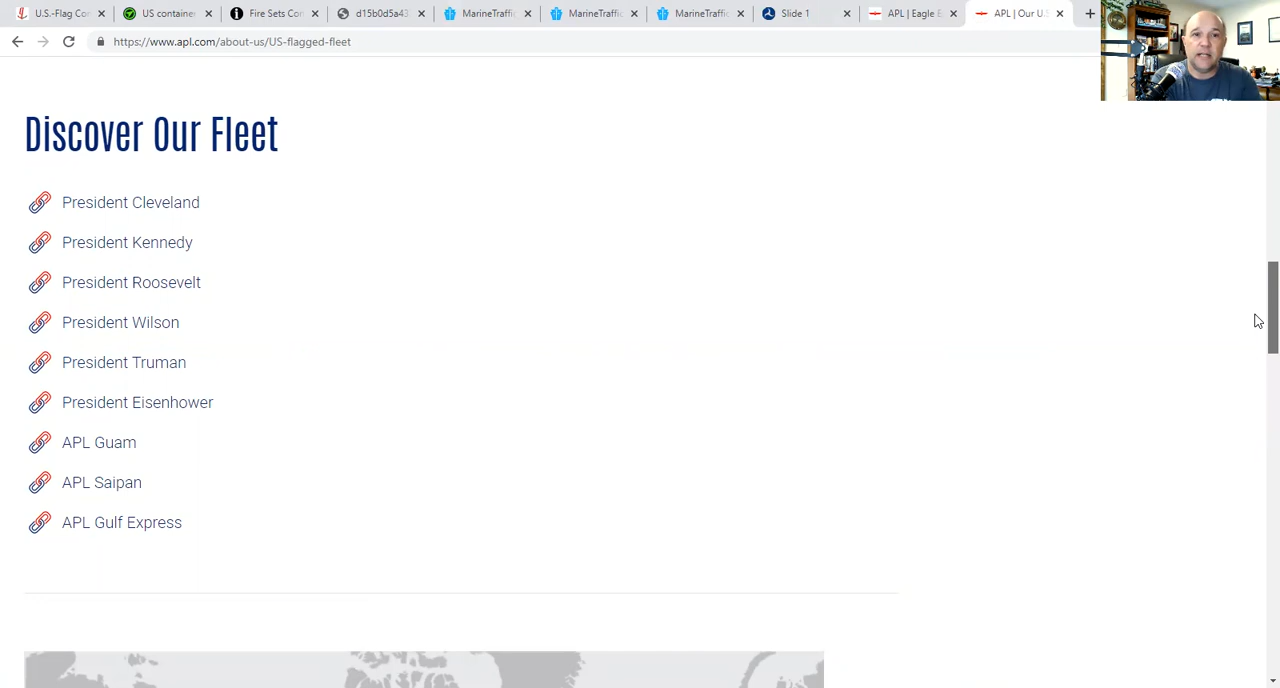 U.S.-Flag Co
US container
Fire Sets Co
d15b0d5a43
MarineTraffic
MarineTraffic
MarineTraffic
Slide 1
APL | Eagle E
APL | Our U.
https://www.apl.com/about-us/US-flagged-fleet
Discover Our Fleet
President Cleveland
President Kennedy
President Roosevelt
President Wilson
President Truman
President Eisenhower
APL Guam
APL Saipan
APL Gulf Express